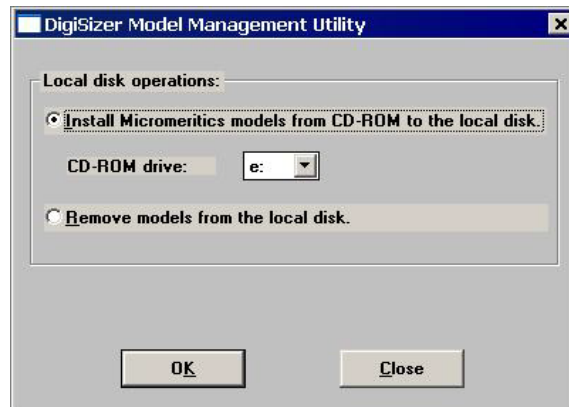 DigiSizer Model Management Utility
Local disk operations:
Install Micromeritics models from CD-ROM to the local disk.
CD-ROM drive: e:
Remove models from the local disk.
OK Close